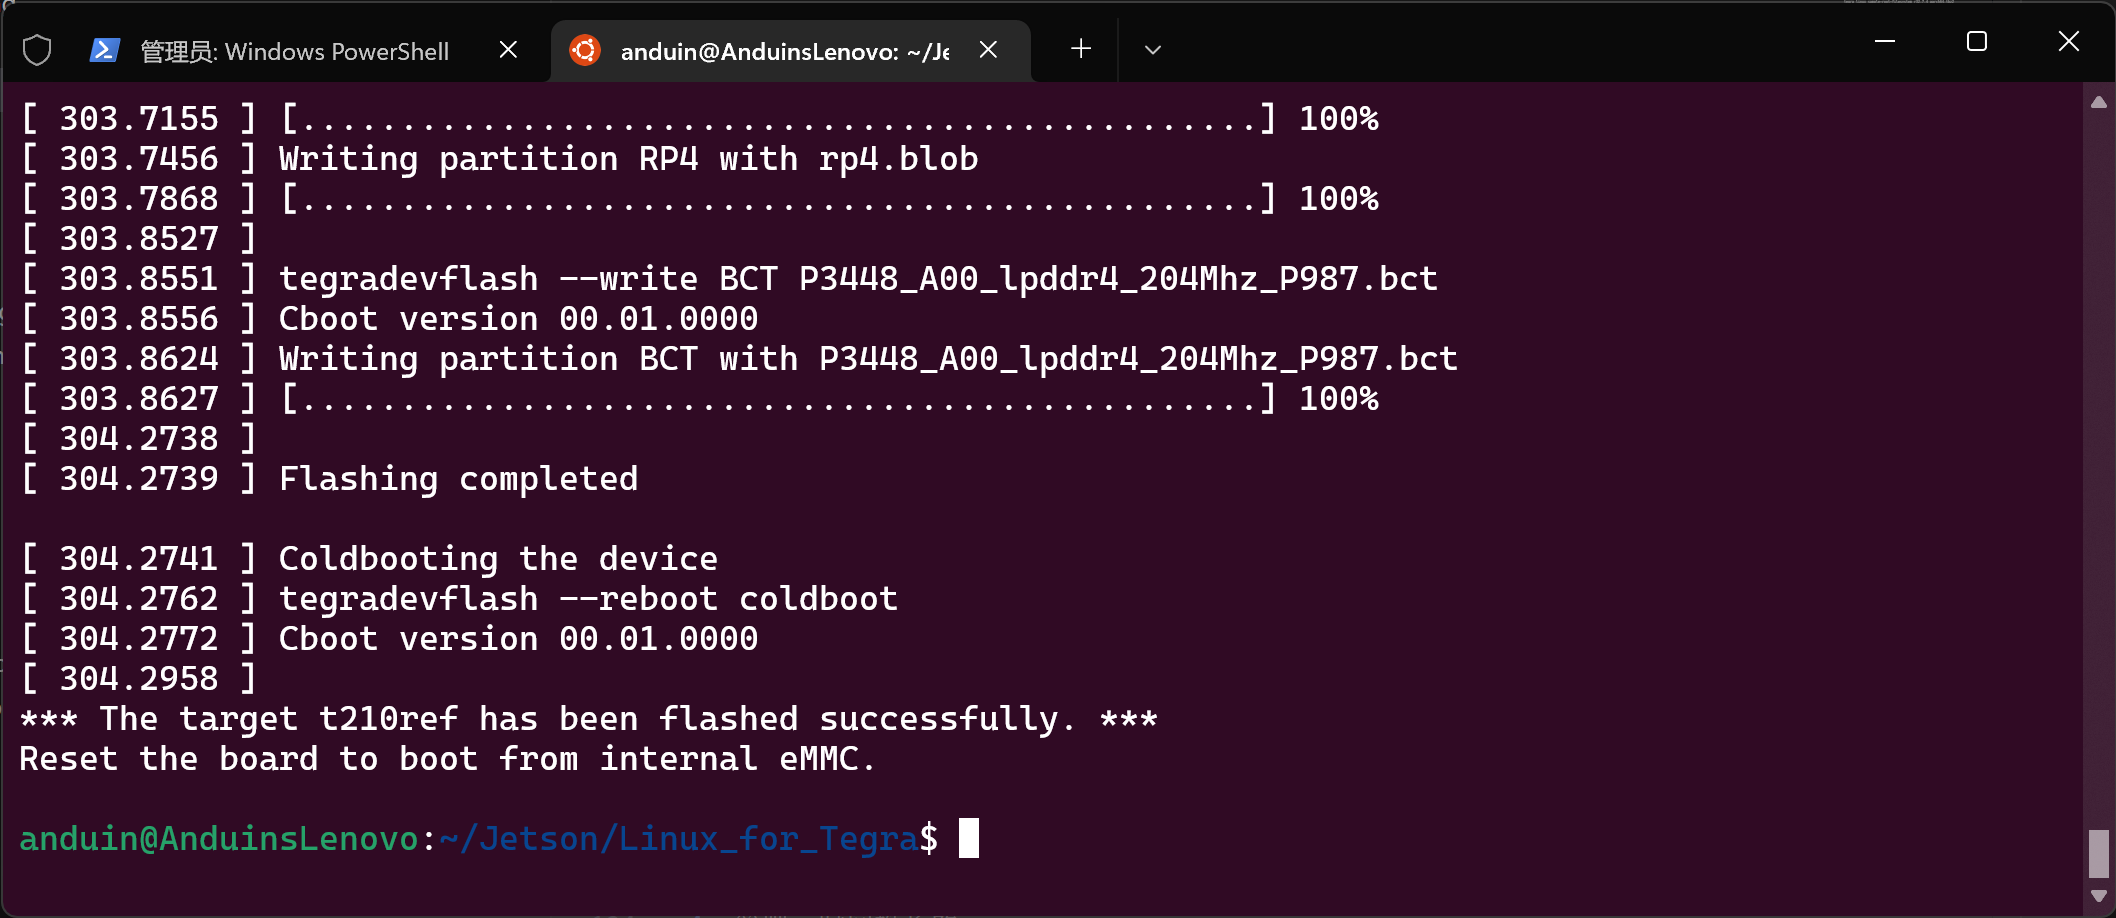 管理员: Windows PowerShell
anduin@AnduinsLenovo: ~/Je
[ 303.7155 ] [................................................] 100%
[ 303.7456 ] Writing partition RP4 with rp4.blob
[ 303.7868 ] [................................................] 100%
[ 303.8527 ]
[ 303.8551 ] tegradevflash --write BCT P3448_A00_lpddr4_204Mhz_P987.bct
[ 303.8556 ] Cboot version 00.01.0000
[ 303.8624 ] Writing partition BCT with P3448_A00_lpddr4_204Mhz_P987.bct
[ 303.8627 ] [................................................] 100%
[ 304.2738 ]
[ 304.2739 ] Flashing completed
[ 304.2741 ] Coldbooting the device
[ 304.2762 ] tegradevflash --reboot coldboot
[ 304.2772 ] Cboot version 00.01.0000
[ 304.2958 ]
*** The target t210ref has been flashed successfully. ***
Reset the board to boot from internal eMMC.
anduin@AnduinsLenovo:~/Jetson/Linux_for_Tegra$